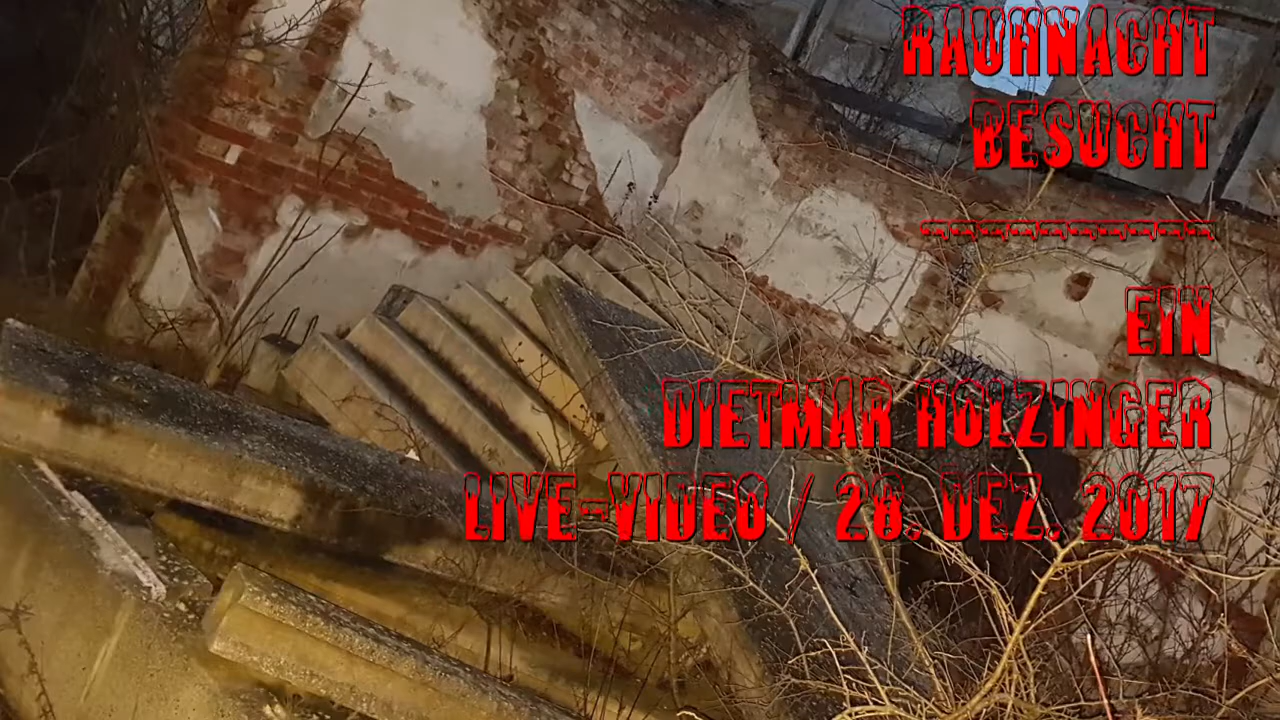 RAUHNACHT
BESUCHT
----------------
EIN
DIETMAR HOLZINGER
LIVE-VIDEO / 28. DEZ. 2017